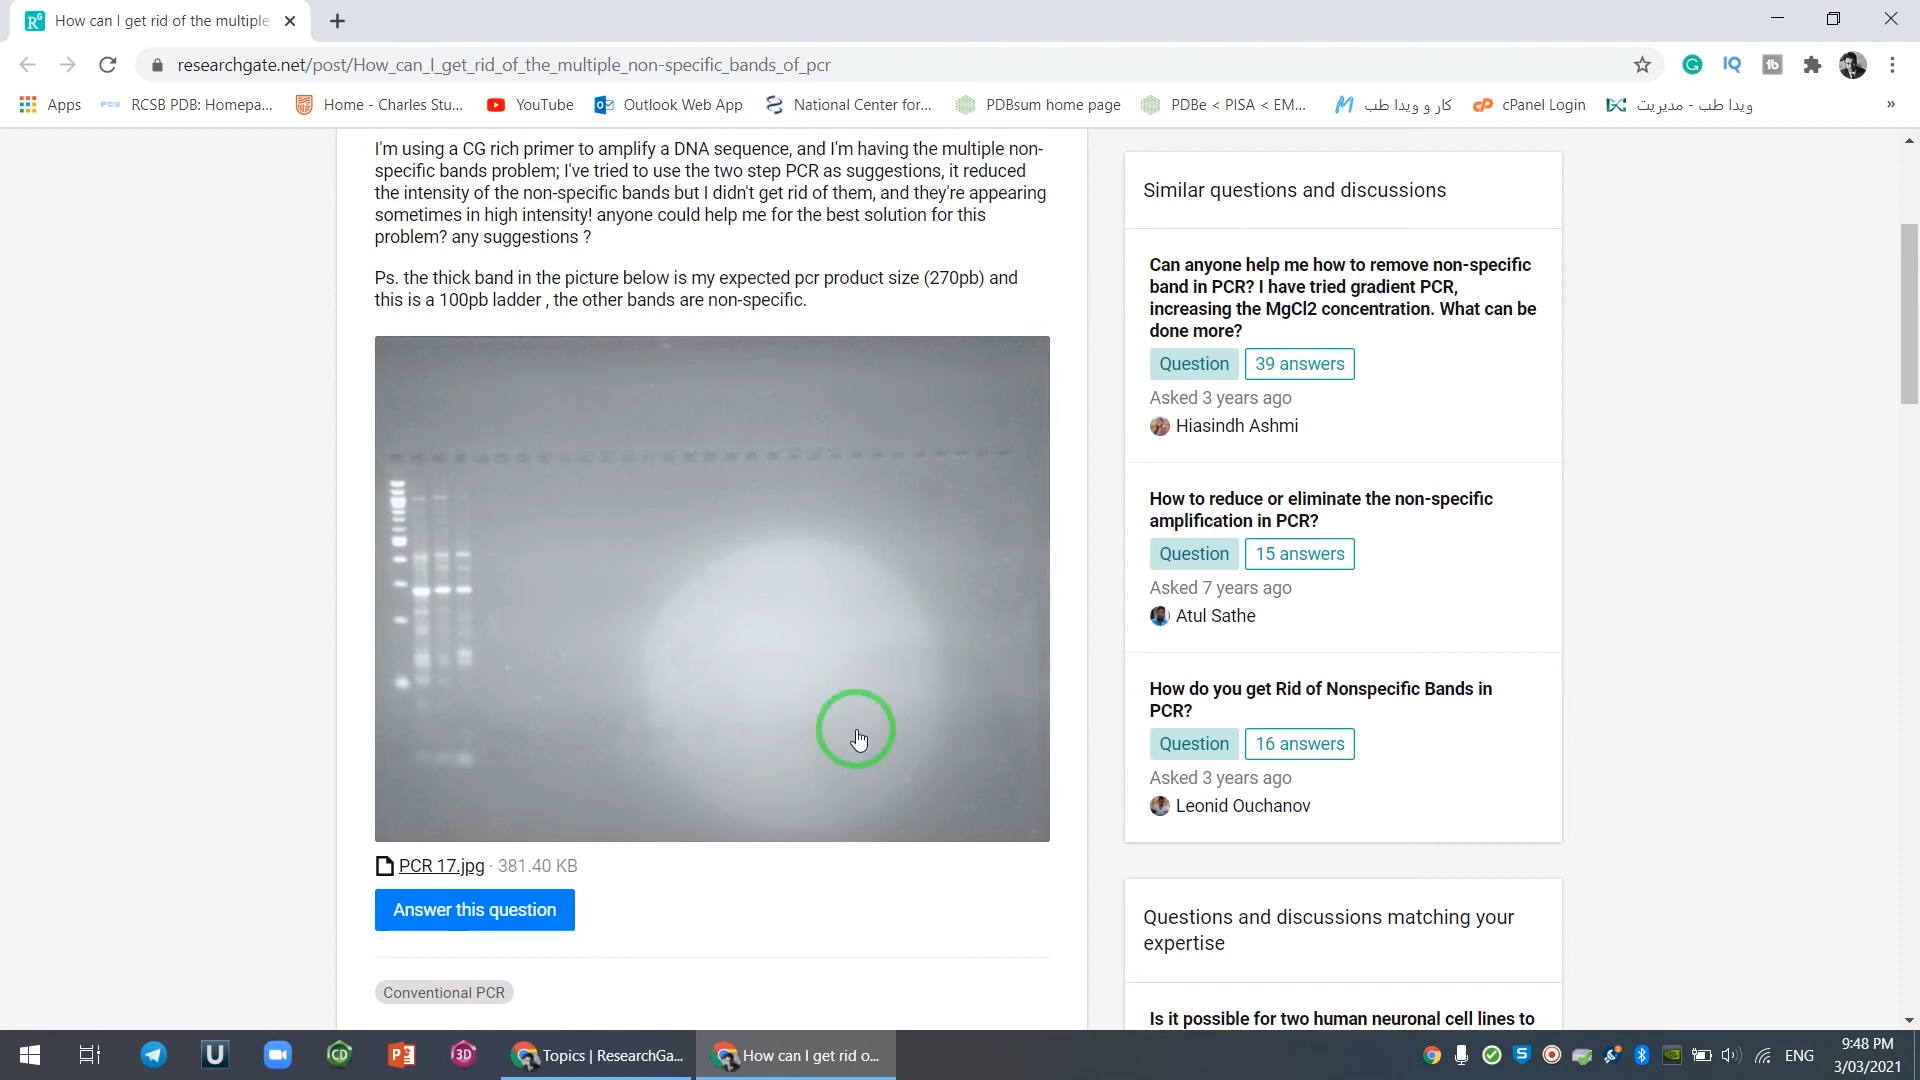 How can I get rid of the multiple
researchgate.net/post/How_can_I_get_rid_of_the_multiple_non-specific_bands_of_pcr
Apps RCSB PDB: Homepa... Home - Charles Stu... YouTube Outlook Web App National Center for... PDBsum home page PDBe < PISA < EM... کار و ویدا طب cPanel Login ویدا طب - مدیریت »
I'm using a CG rich primer to amplify a DNA sequence, and I'm having the multiple non-
specific bands problem; I've tried to use the two step PCR as suggestions, it reduced
the intensity of the non-specific bands but I didn't get rid of them, and they're appearing
sometimes in high intensity! anyone could help me for the best solution for this
problem? any suggestions ?
Ps. the thick band in the picture below is my expected pcr product size (270pb) and
this is a 100pb ladder , the other bands are non-specific.
PCR 17.jpg · 381.40 KB
Answer this question
Conventional PCR
Similar questions and discussions
Can anyone help me how to remove non-specific
band in PCR? I have tried gradient PCR,
increasing the MgCl2 concentration. What can be
done more?
Question 39 answers
Asked 3 years ago
Hiasindh Ashmi
How to reduce or eliminate the non-specific
amplification in PCR?
Question 15 answers
Asked 7 years ago
Atul Sathe
How do you get Rid of Nonspecific Bands in
PCR?
Question 16 answers
Asked 3 years ago
Leonid Ouchanov
Questions and discussions matching your
expertise
Is it possible for two human neuronal cell lines to
Topics | ResearchGa... How can I get rid o... ENG
9:48 PM
3/03/2021